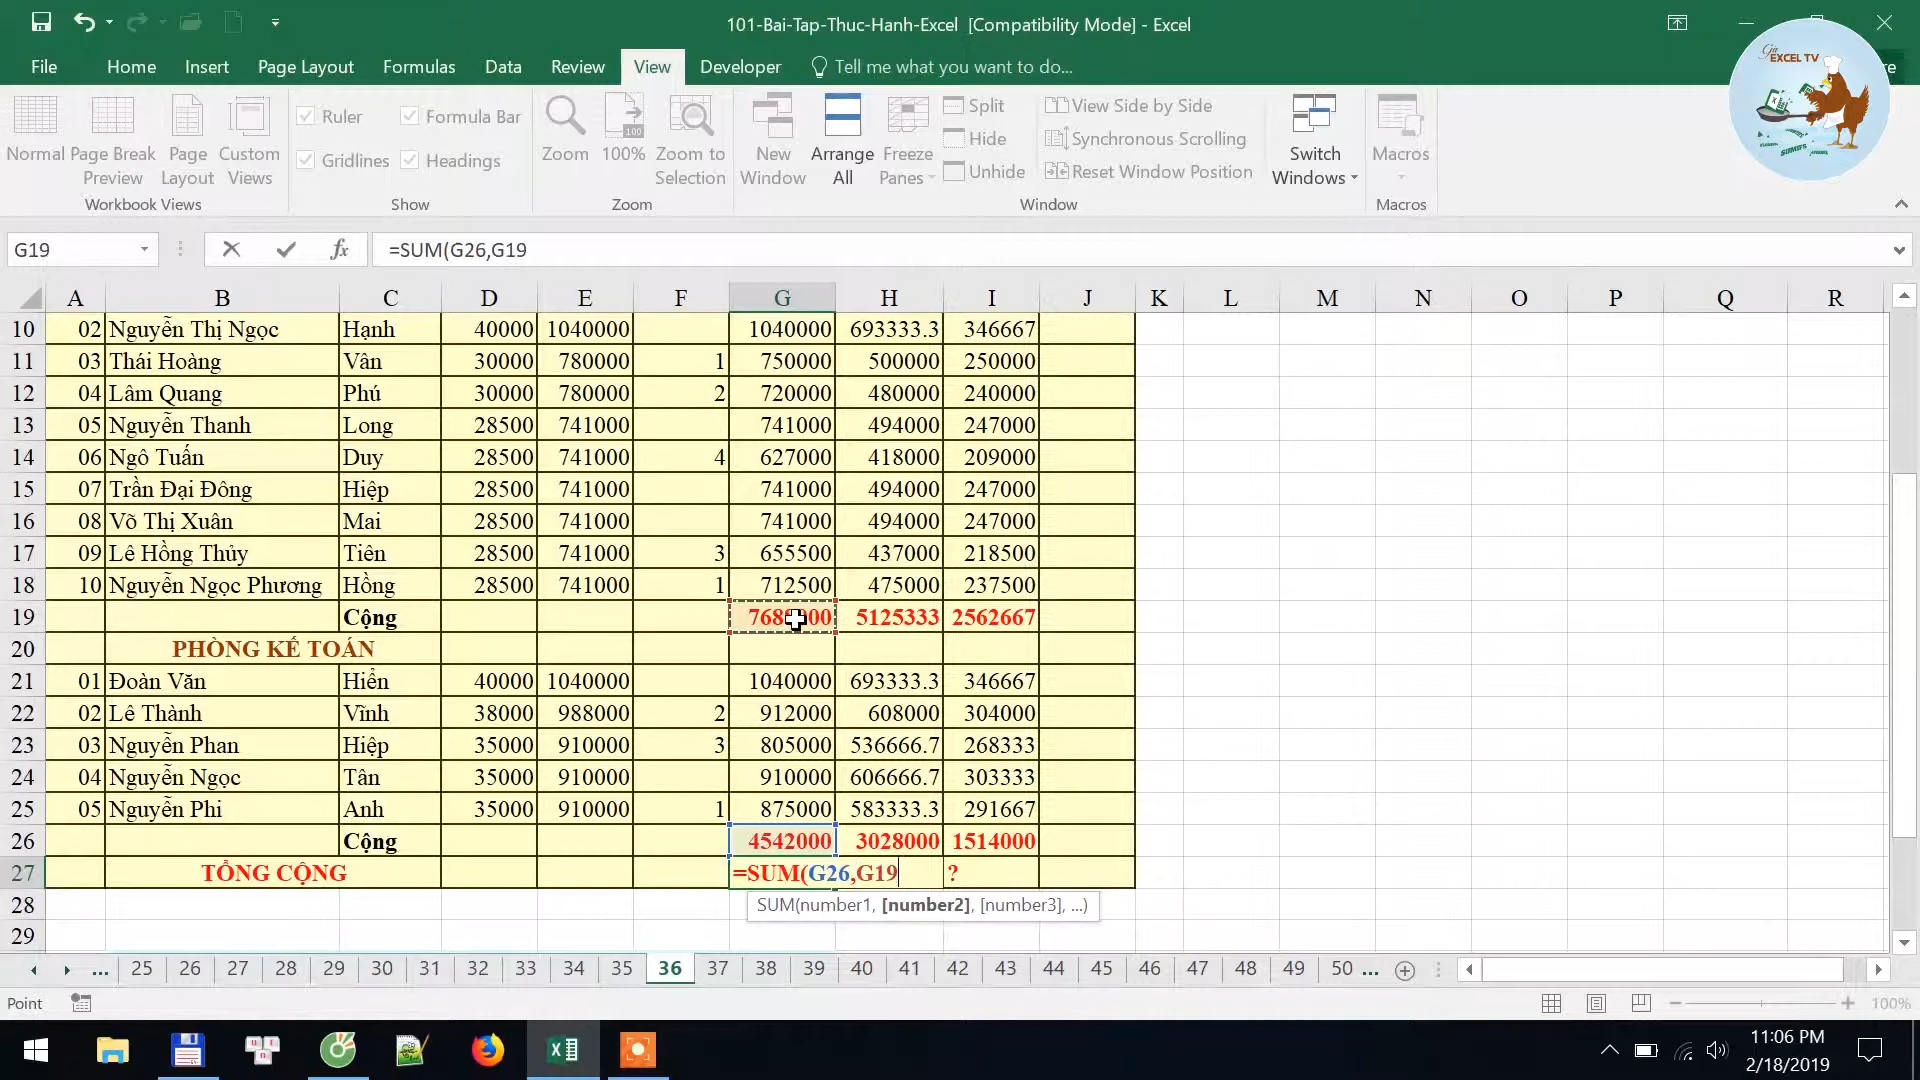 101-Bai-Tap-Thuc-Hanh-Excel [Compatibility Mode] - Excel
File Home Insert Page Layout Formulas Data Review View Developer Tell me what you want to do... re
EXCEL TV
Normal Page Break Preview Page Layout Custom Views
Workbook Views
Ruler Formula Bar
Gridlines Headings
Show
Zoom 100% Zoom to Selection
Zoom
New Window Arrange All Freeze Panes
Split View Side by Side
Hide Synchronous Scrolling
Unhide Reset Window Position
Window
Switch Windows
Macros
Macros
G19 fx =SUM(G26,G19
A B C D E F G H I J K L M N O P Q R
10 02 Nguyễn Thị Ngọc Hạnh 40000 1040000 1040000 693333.3 346667
11 03 Thái Hoàng Vân 30000 780000 1 750000 500000 250000
12 04 Lâm Quang Phú 30000 780000 2 720000 480000 240000
13 05 Nguyễn Thanh Long 28500 741000 741000 494000 247000
14 06 Ngô Tuấn Duy 28500 741000 4 627000 418000 209000
15 07 Trần Đại Đông Hiệp 28500 741000 741000 494000 247000
16 08 Võ Thị Xuân Mai 28500 741000 741000 494000 247000
17 09 Lê Hồng Thủy Tiên 28500 741000 3 655500 437000 218500
18 10 Nguyễn Ngọc Phương Hồng 28500 741000 1 712500 475000 237500
19 Cộng 5125333 2562667
20 PHÒNG KẾ TOÁN
21 01 Đoàn Văn Hiển 40000 1040000 1040000 693333.3 346667
22 02 Lê Thành Vĩnh 38000 988000 2 912000 608000 304000
23 03 Nguyễn Phan Hiệp 35000 910000 3 805000 536666.7 268333
24 04 Nguyễn Ngọc Tân 35000 910000 910000 606666.7 303333
25 05 Nguyễn Phi Anh 35000 910000 1 875000 583333.3 291667
26 Cộng 4542000 3028000 1514000
27 TỔNG CỘNG =SUM(G26,G19 ?
28 SUM(number1, [number2], [number3], ...)
29
... 25 26 27 28 29 30 31 32 33 34 35 36 37 38 39 40 41 42 43 44 45 46 47 48 49 50 ...
Point 100%
11:06 PM
2/18/2019